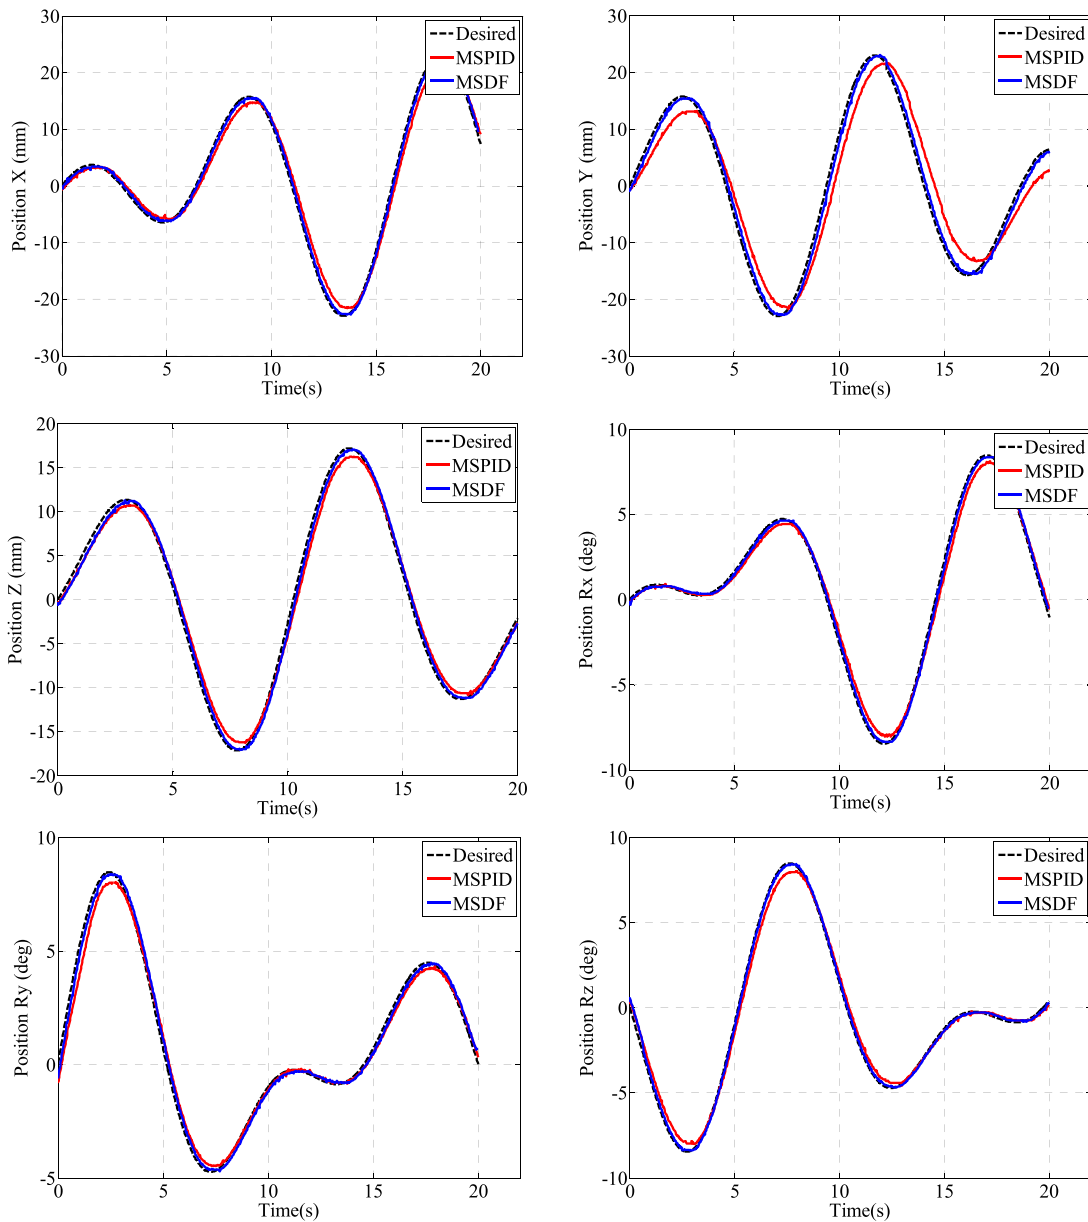 30
20
10
0
-10
-20
-30
Position X (mm)
0 5 10 15 20
Time(s)
Desired
MSPID
MSDF
30
20
10
0
-10
-20
-30
Position Y (mm)
0 5 10 15 20
Time(s)
Desired
MSPID
MSDF
20
15
10
5
0
-5
-10
-15
-20
Position Z (mm)
0 5 10 15 20
Time(s)
Desired
MSPID
MSDF
10
5
0
-5
-10
Position Rx (deg)
0 5 10 15 20
Time(s)
Desired
MSPID
MSDF
10
5
0
-5
Position Ry (deg)
0 5 10 15 20
Time(s)
Desired
MSPID
MSDF
10
5
0
-5
-10
Position Rz (deg)
0 5 10 15 20
Time(s)
Desired
MSPID
MSDF